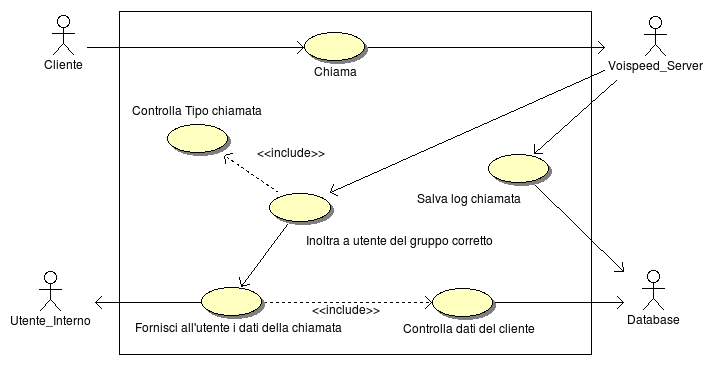 Cliente
Chiama
Voispeed_Server
Controlla Tipo chiamata
<<include>>
Salva log chiamata
Inoltra a utente del gruppo corretto
Utente_Interno
Fornisci all'utente i dati della chiamata
<<include>>
Controlla dati del cliente
Database